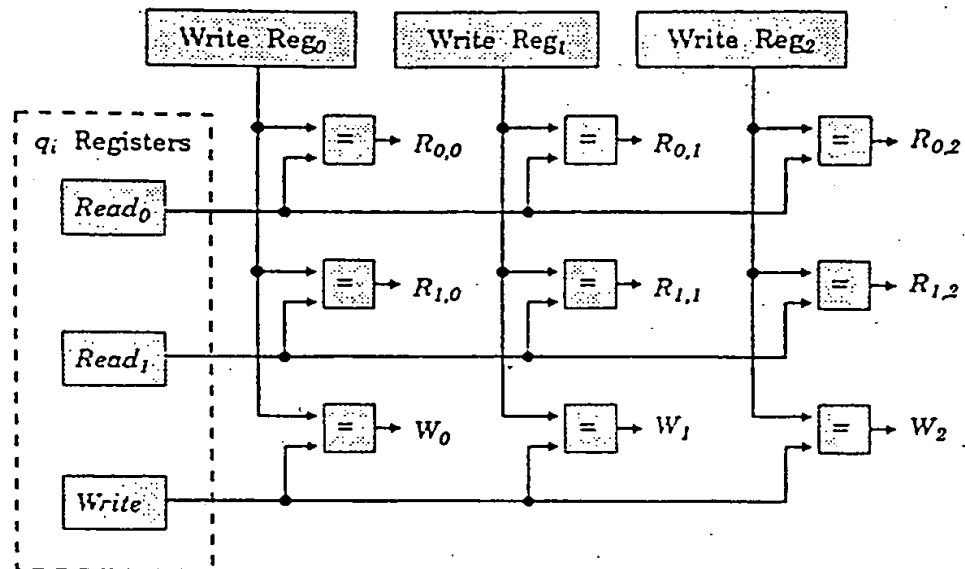 Write Reg₀ Write Reg₁ Write Reg₂
qᵢ Registers
= R₀,₀ = R₀,₁ = R₀,₂
Read₀
= R₁,₀ = R₁,₁ = R₁,₂
Read₁
= W₀ = W₁ = W₂
Write